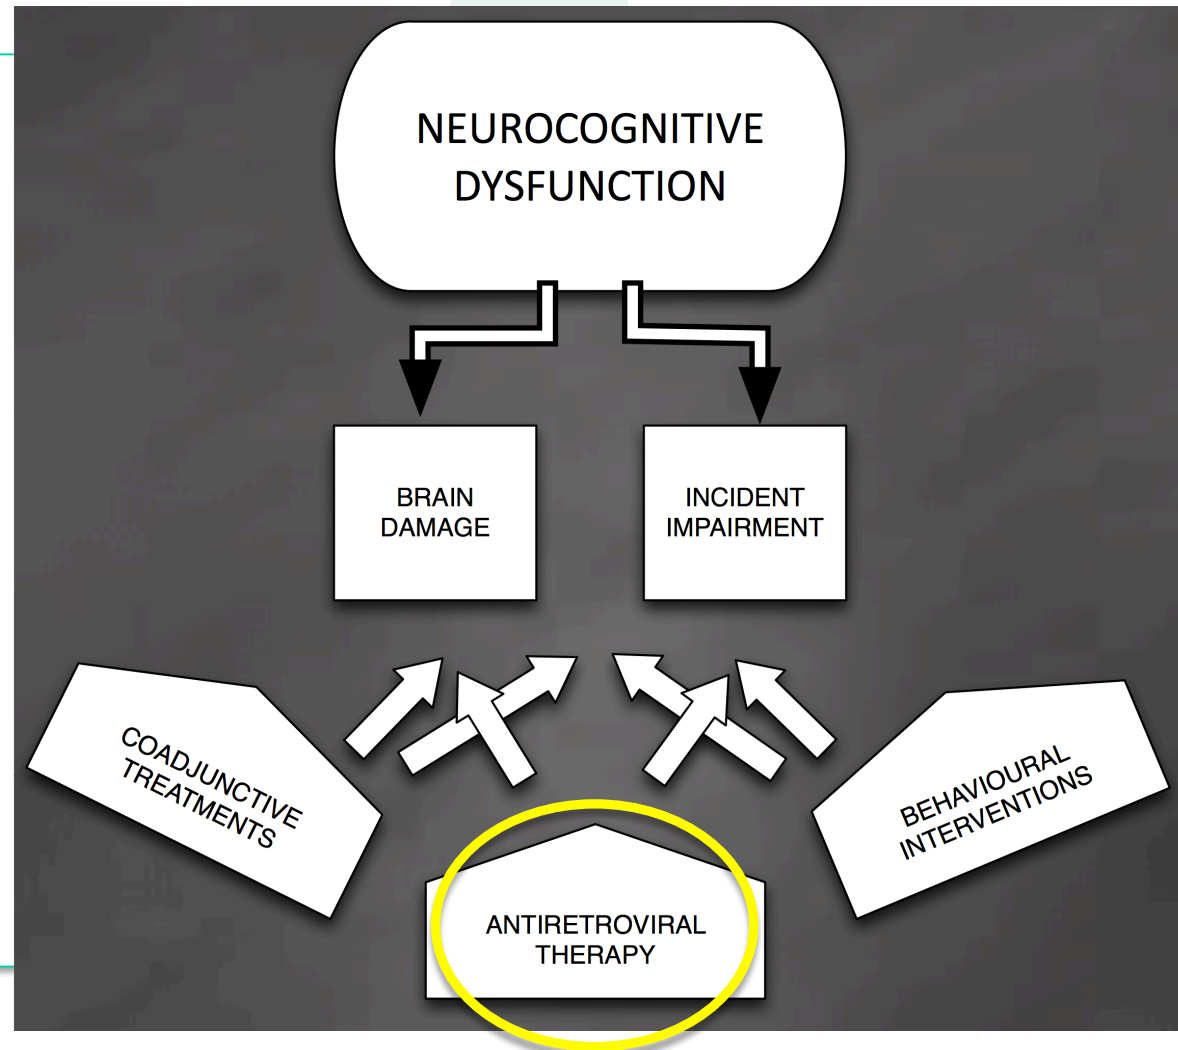 NEUROCOGNITIVE
DYSFUNCTION
BRAIN
DAMAGE
INCIDENT
IMPAIRMENT
COADJUNCTIVE
TREATMENTS
ANTIRETROVIRAL
THERAPY
BEHAVIOURAL
INTERVENTIONS